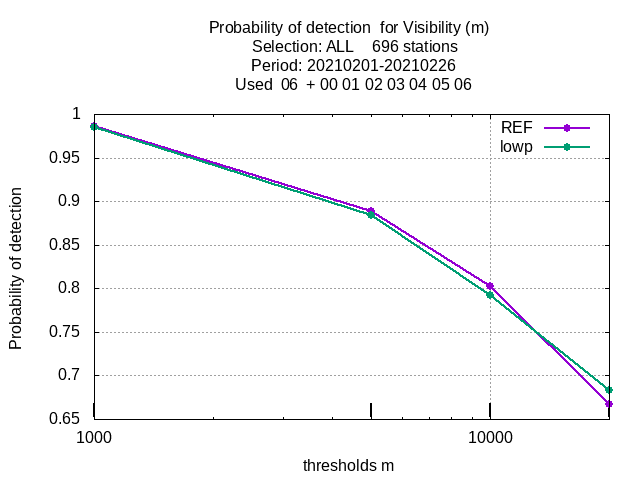 Probability of detection  for Visibility (m)
Selection: ALL    696 stations
Period: 20210201-20210226
Used  06  + 00 01 02 03 04 05 06
REF
lowp
1
0.95
0.9
0.85
0.8
0.75
0.7
0.65
1000
10000
Probability of detection
thresholds m